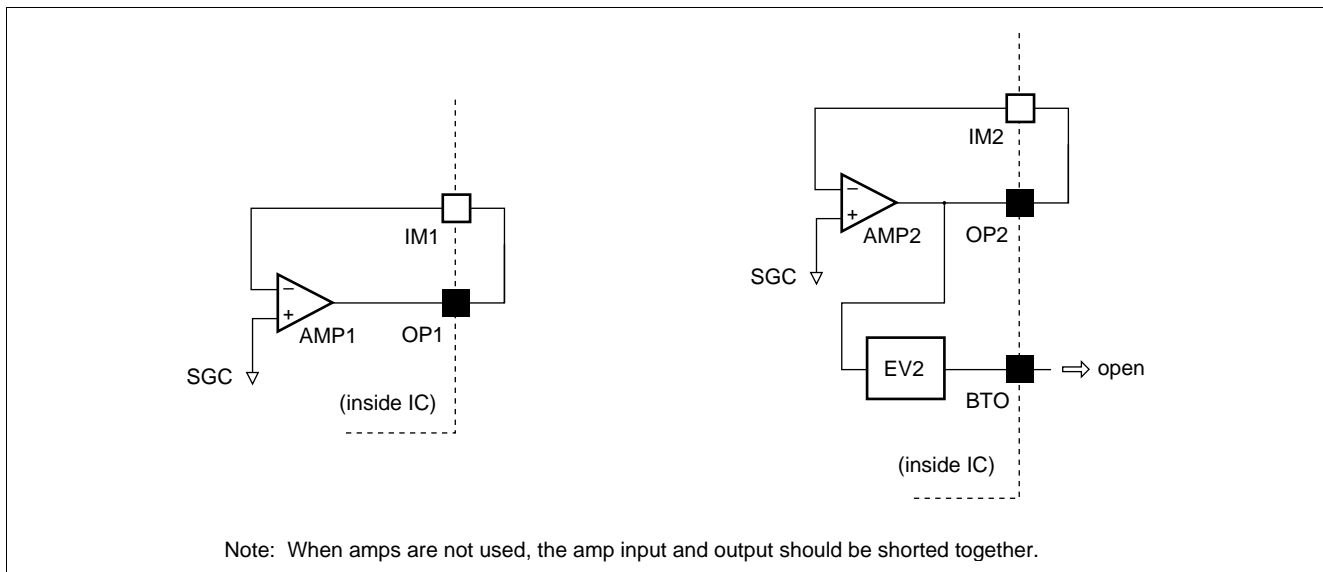 IM1
−
+
AMP1
OP1
SGC
(inside IC)
IM2
−
+
AMP2
OP2
SGC
EV2
BTO
open
(inside IC)
Note: When amps are not used, the amp input and output should be shorted together.